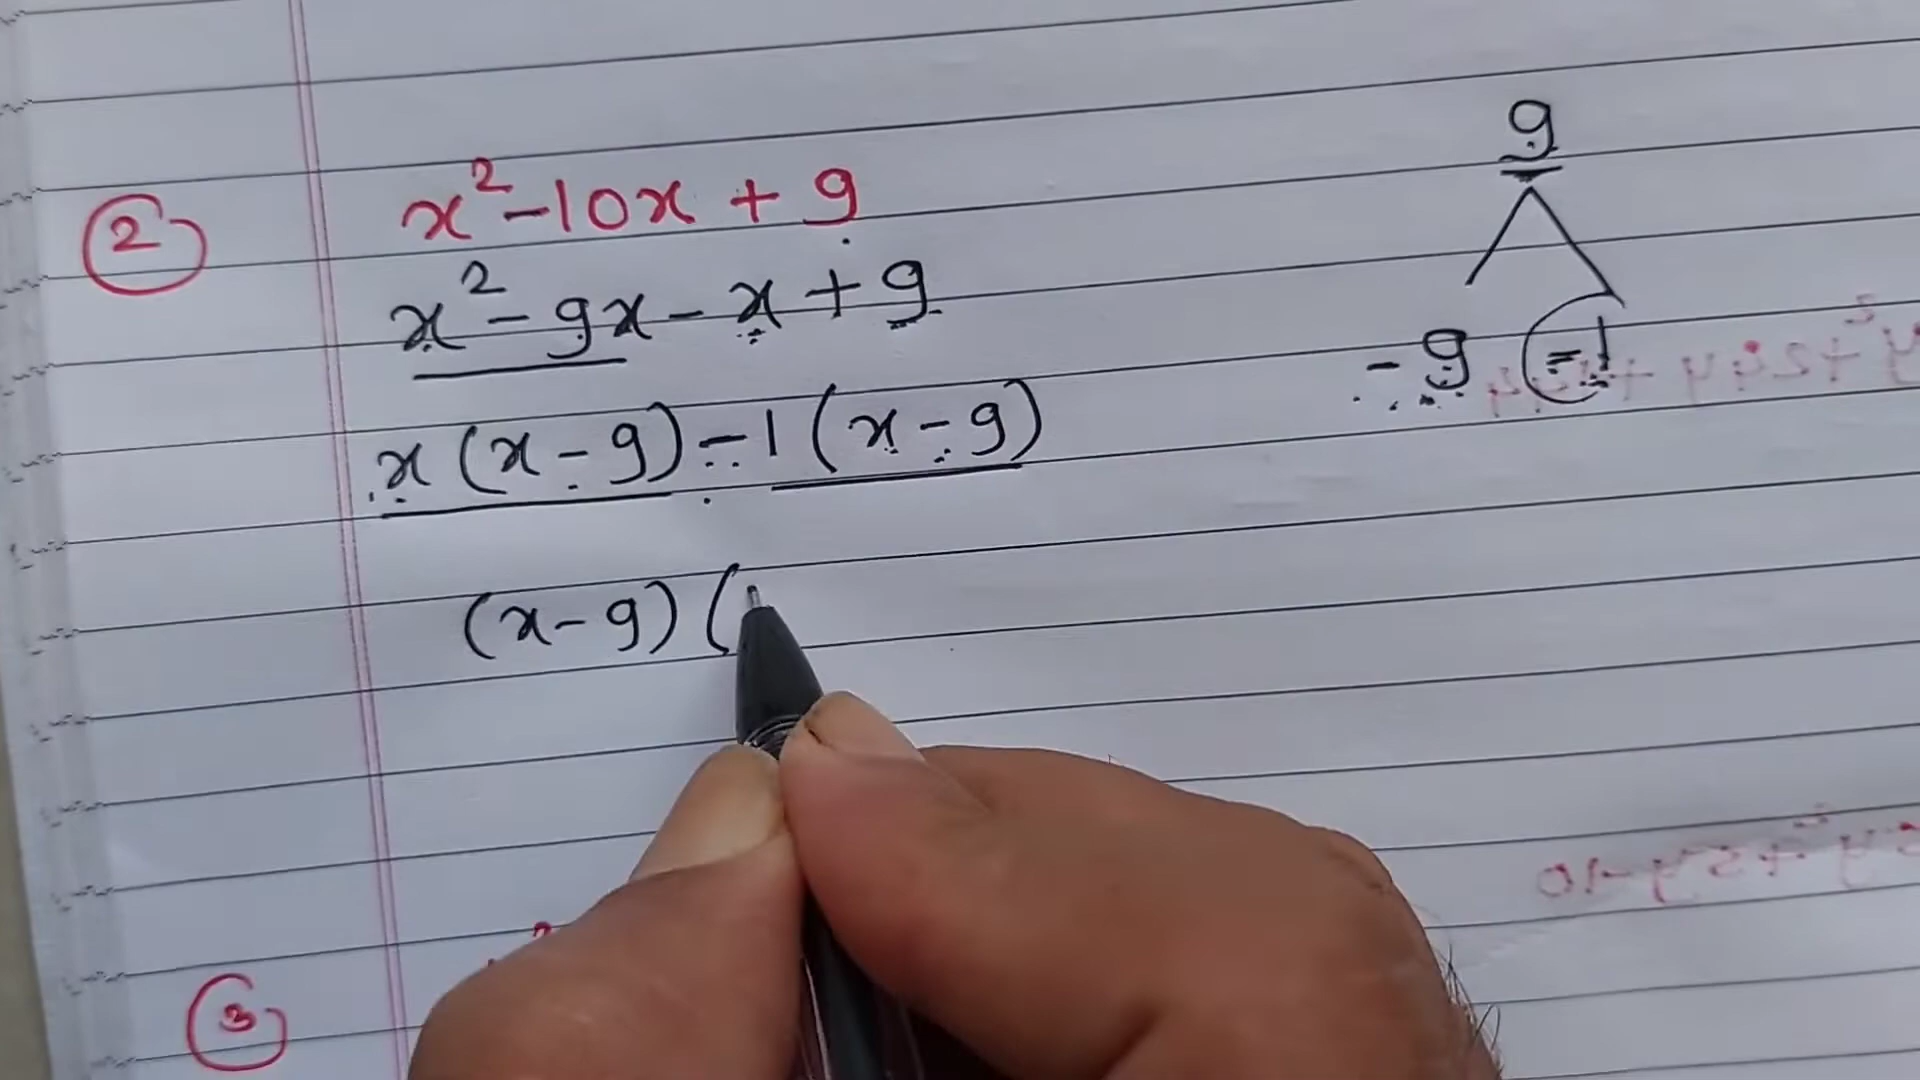 2 x²-10x + 9
x² - 9x - x + 9
x (x - 9) - 1 (x - 9)
(x - 9) (
9
- 9 - 1
3